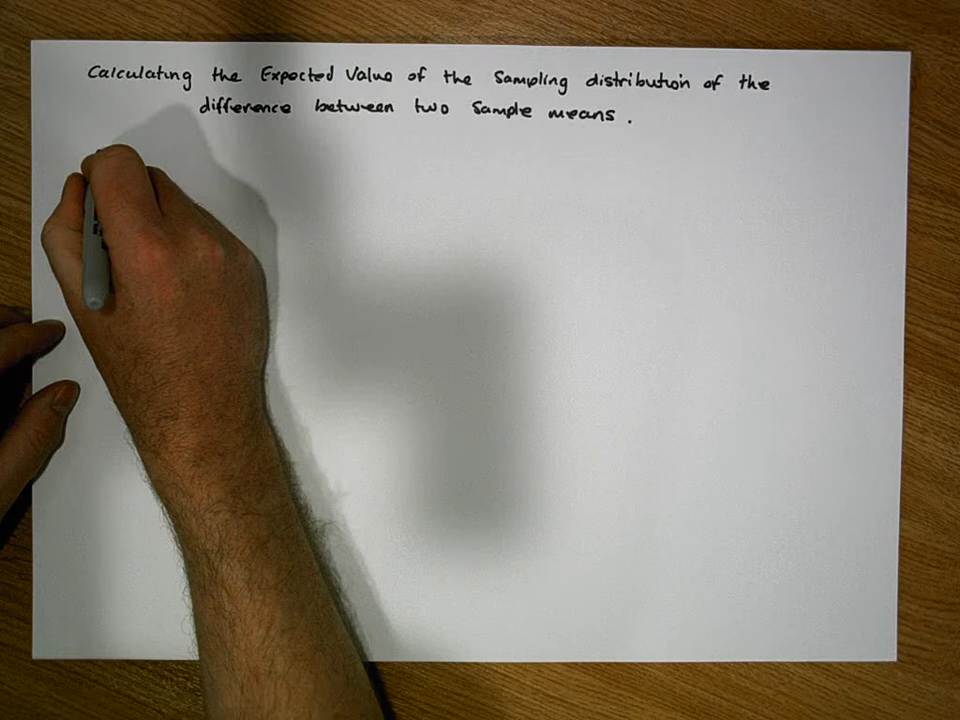 Calculating the Expected Value of the Sampling distribution of the
difference between two Sample means.